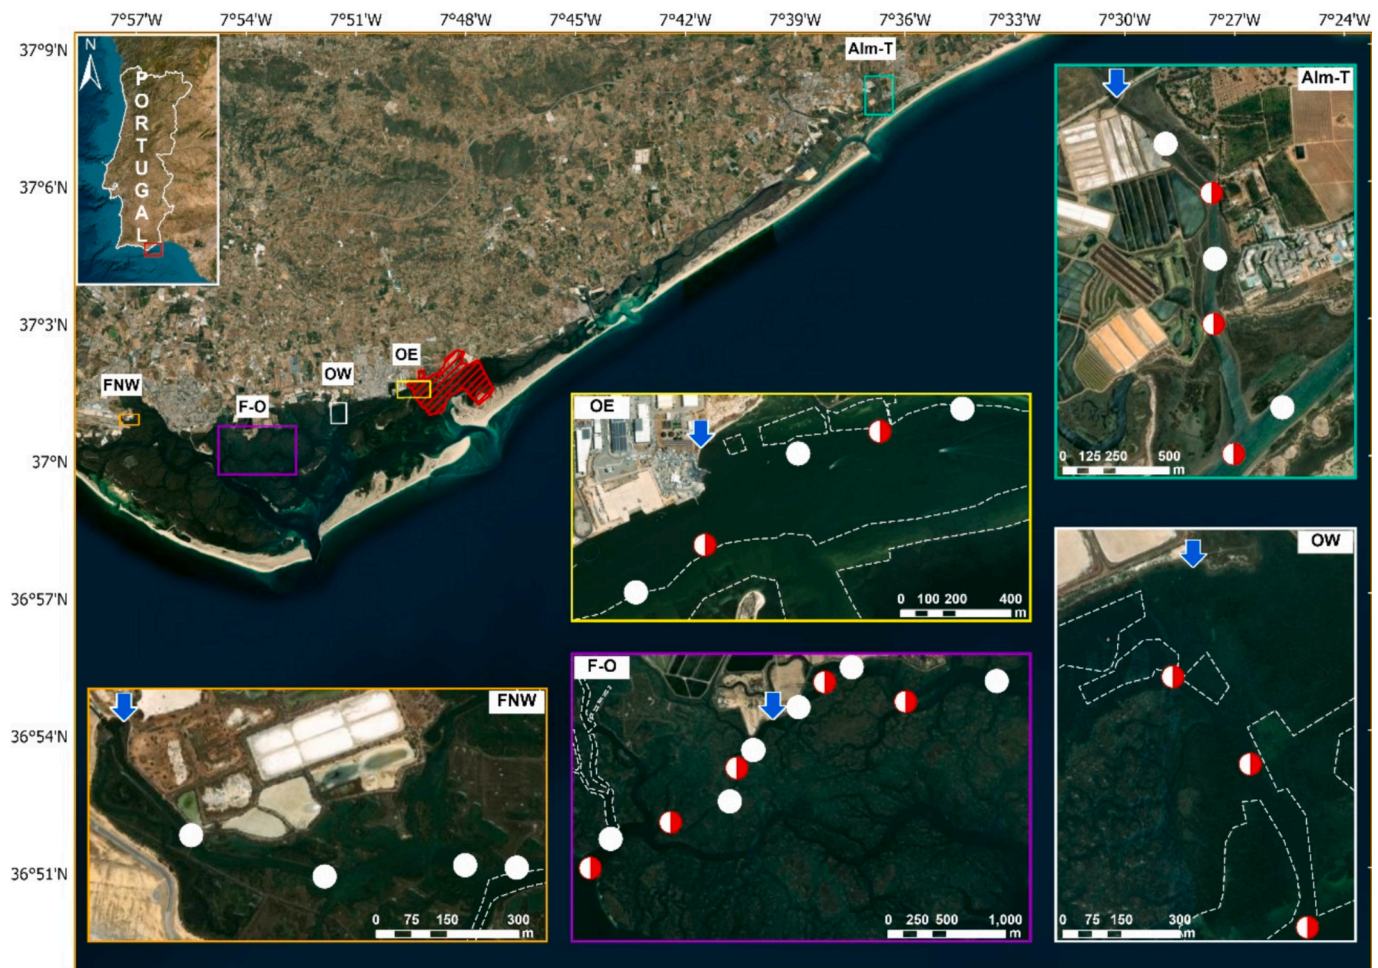 7°57'W 7°54'W 7°51'W 7°48'W 7°45'W 7°42'W 7°39'W 7°36'W 7°33'W 7°30'W 7°27'W 7°24'W
37°9'N
37°6'N
37°3'N
37°N
36°57'N
36°54'N
36°51'N
N
PORTUGAL
Alm-T
FNW
F-O
OW
OE
Alm-T
0 125 250 500
m
OE
0 100 200 400
m
OW
0 75 150 300
m
F-O
0 250 500 1,000
m
FNW
0 75 150 300
m